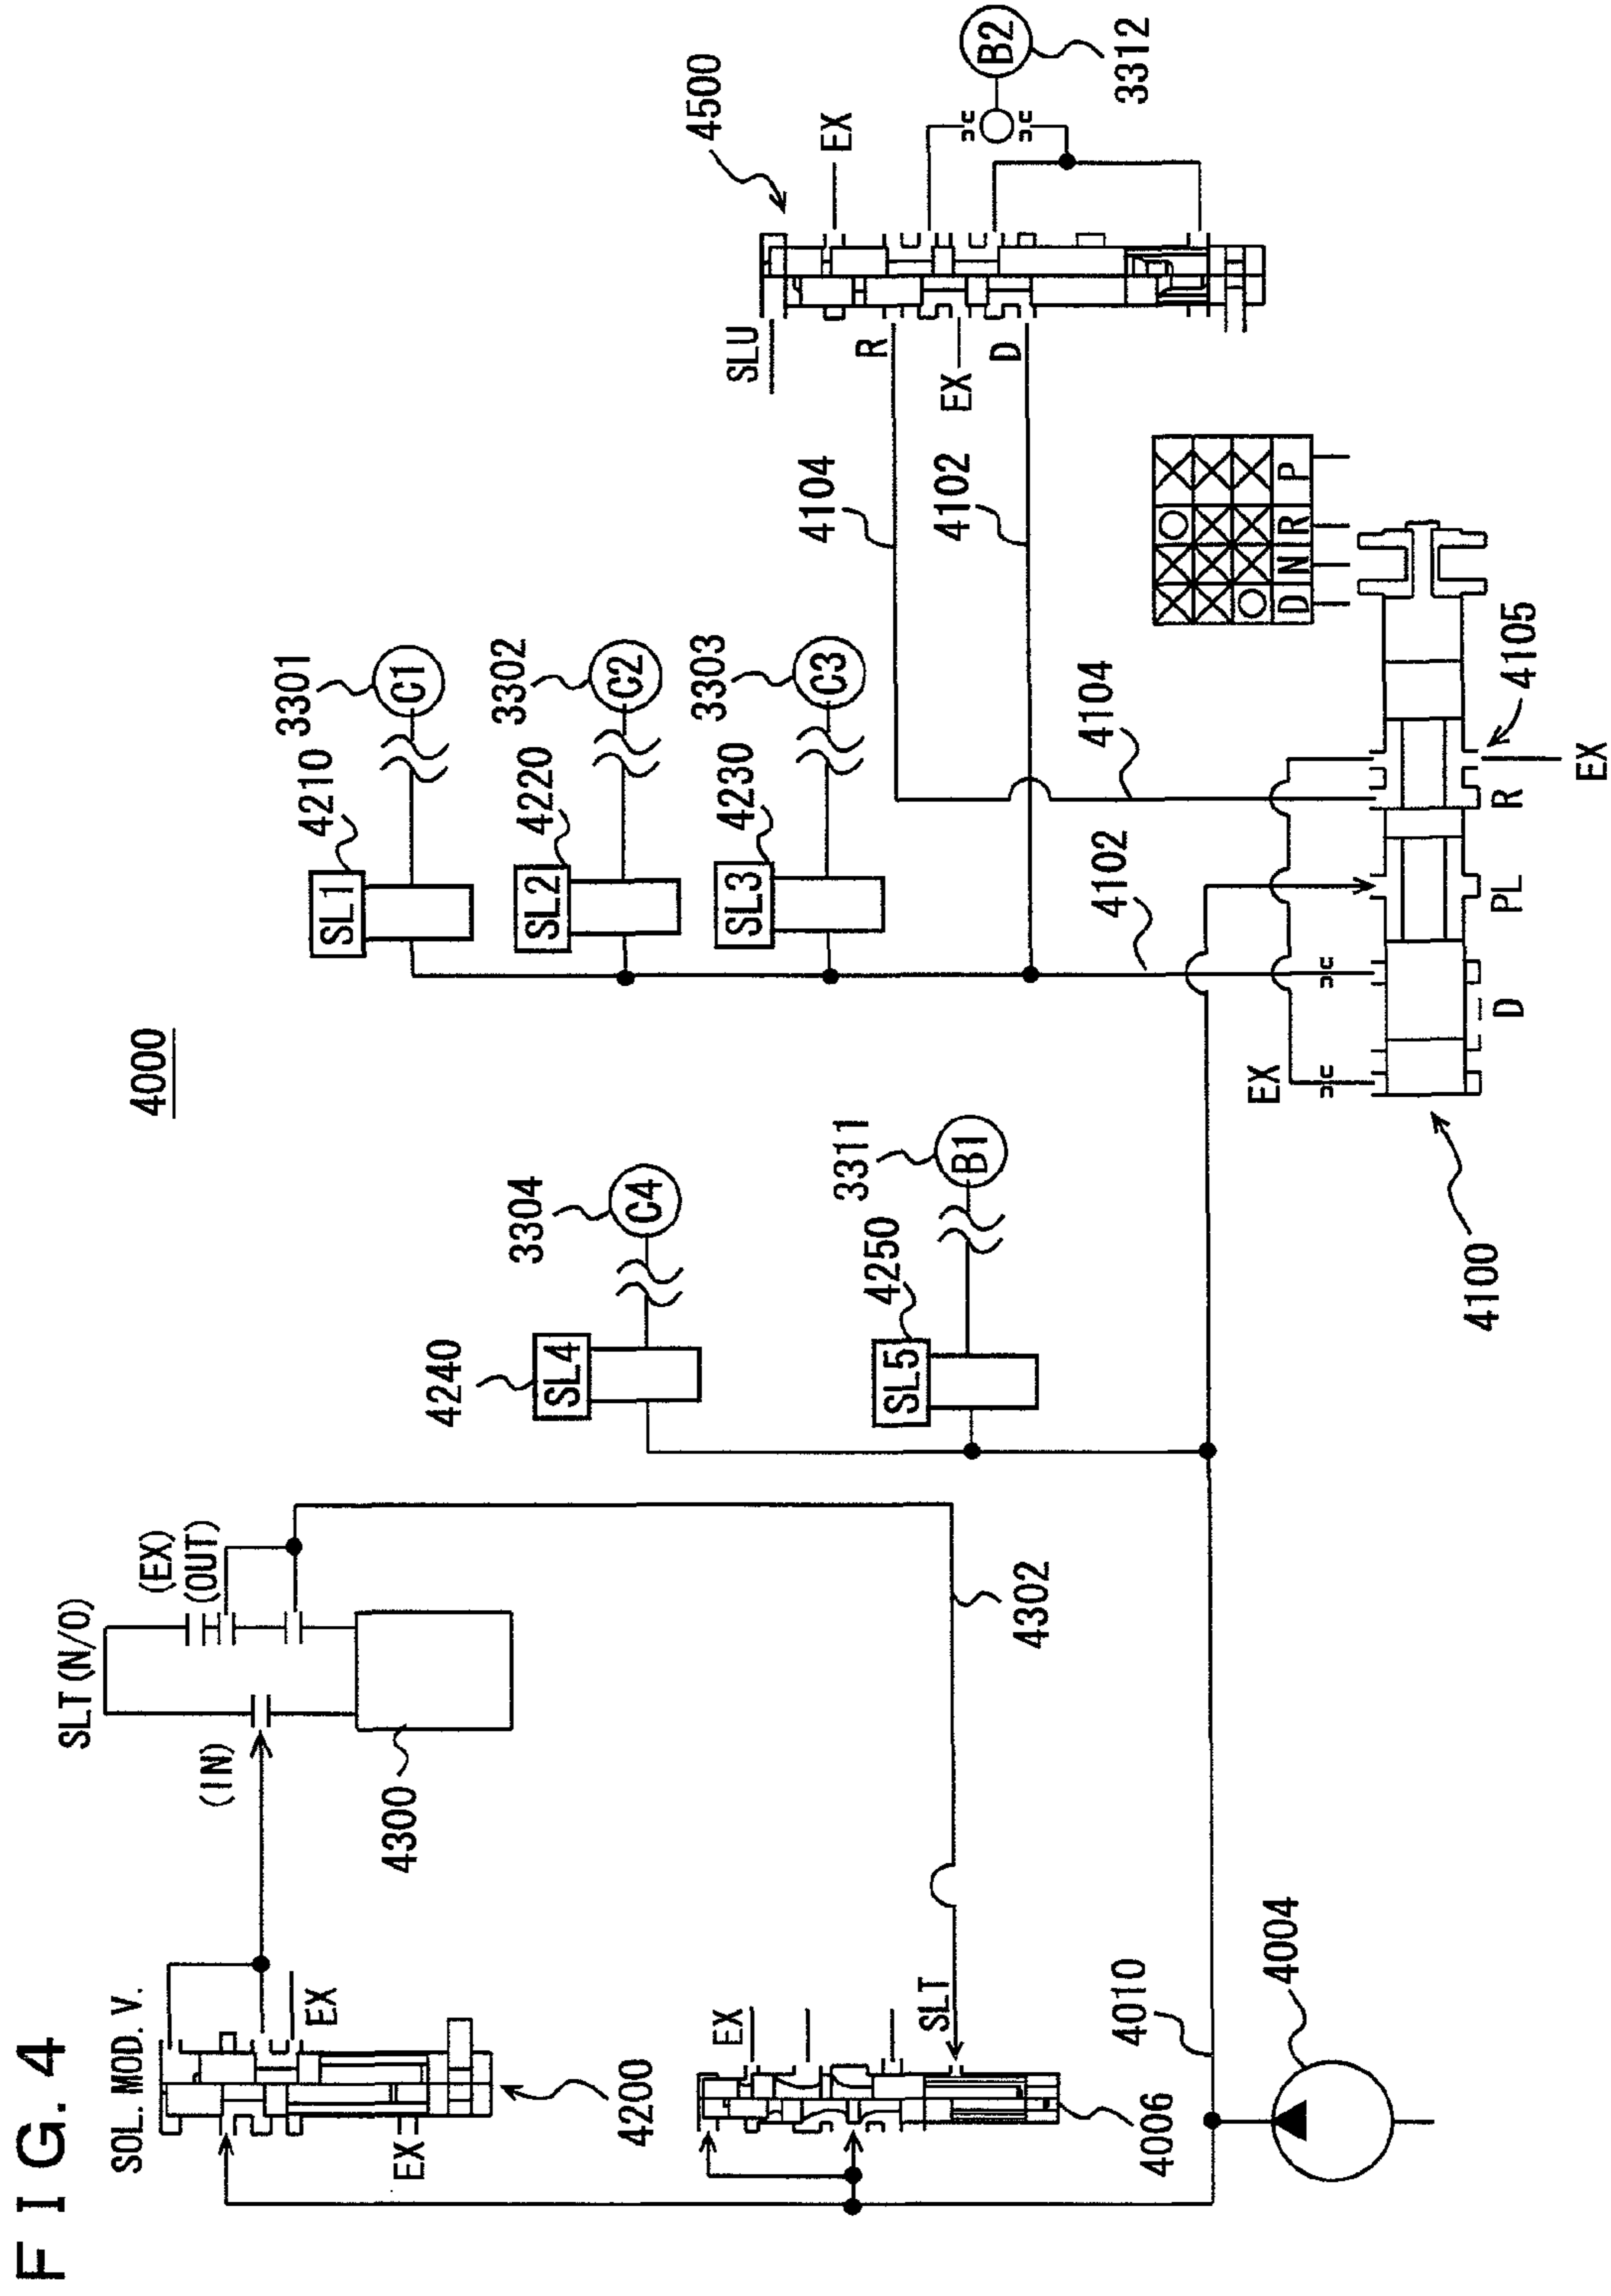 FIG. 4
4000
SOL. MOD. V.
EX
EX
4200
SLT(N/O)
(IN)
(EX)
(OUT)
4300
4302
EX
SLT
4006
4010
4004
4240
SL4
3304
C4
4250
SL5
3311
B1
4210
SL1
3301
C1
4220
SL2
3302
C2
4230
SL3
3303
C3
4102
4104
4104
4102
4500
SLU
R
EX
D
EX
B2
3312
D N R P
EX
D
PL
R
EX
4105
4100